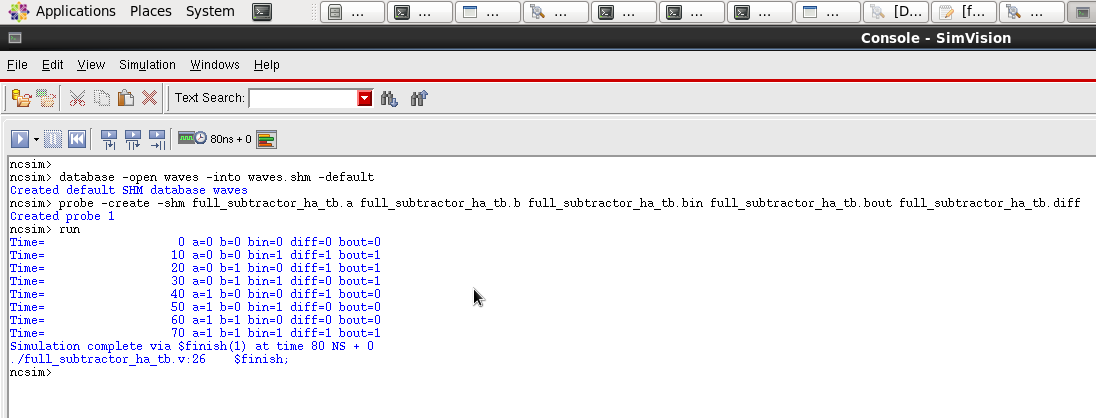 Applications Places System ... ... ... ... ... ... ... ... [D... [f... ...
Console - SimVision
File Edit View Simulation Windows Help
Text Search:
80ns + 0
ncsim>
ncsim> database -open waves -into waves.shm -default
Created default SHM database waves
ncsim> probe -create -shm full_subtractor_ha_tb.a full_subtractor_ha_tb.b full_subtractor_ha_tb.bin full_subtractor_ha_tb.bout full_subtractor_ha_tb.diff
Created probe 1
ncsim> run
Time= 0 a=0 b=0 bin=0 diff=0 bout=0
Time= 10 a=0 b=0 bin=1 diff=1 bout=1
Time= 20 a=0 b=1 bin=0 diff=1 bout=1
Time= 30 a=0 b=1 bin=1 diff=0 bout=1
Time= 40 a=1 b=0 bin=0 diff=1 bout=0
Time= 50 a=1 b=0 bin=1 diff=0 bout=0
Time= 60 a=1 b=1 bin=0 diff=0 bout=0
Time= 70 a=1 b=1 bin=1 diff=1 bout=1
Simulation complete via $finish(1) at time 80 NS + 0
./full_subtractor_ha_tb.v:26 $finish;
ncsim>